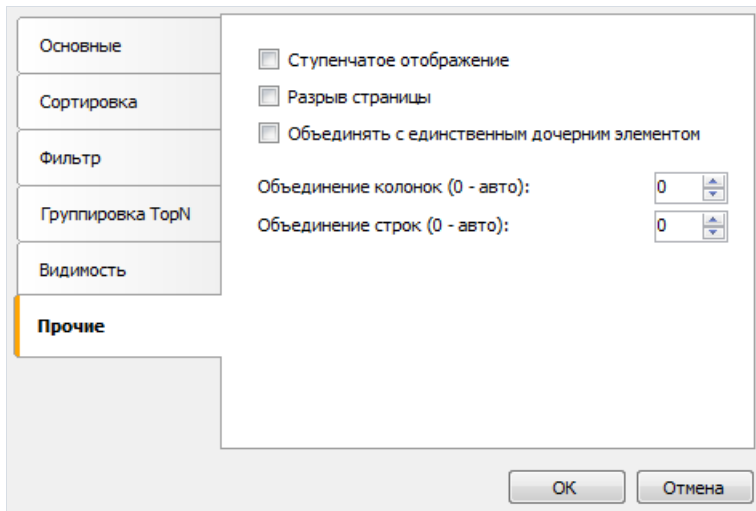 Основные
Сортировка
Фильтр
Группировка TopN
Видимость
Прочие
Ступенчатое отображение
Разрыв страницы
Объединять с единственным дочерним элементом
Объединение колонок (0 - авто): 0
Объединение строк (0 - авто): 0
OK Отмена